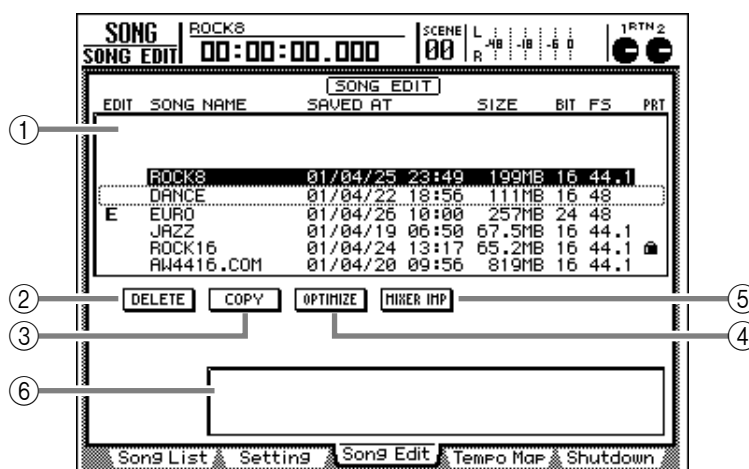 SONG ROCK8 SCENE L 1 RTN 2
SONG EDIT 00:00:00.000 00 R -48 -18 -6 0
SONG EDIT
EDIT SONG NAME SAVED AT SIZE BIT FS PRT
①
ROCK8 01/04/25 23:49 199MB 16 44.1
DANCE 01/04/22 18:56 111MB 16 48
E EURO 01/04/26 10:00 257MB 24 48
JAZZ 01/04/19 06:50 67.5MB 16 44.1
ROCK16 01/04/24 13:17 65.2MB 16 44.1
AW4416.COM 01/04/20 09:56 819MB 16 44.1
② DELETE COPY OPTIMIZE MIXER IMP ⑤
③ ④
⑥
Song List Setting Song Edit Tempo Map Shutdown